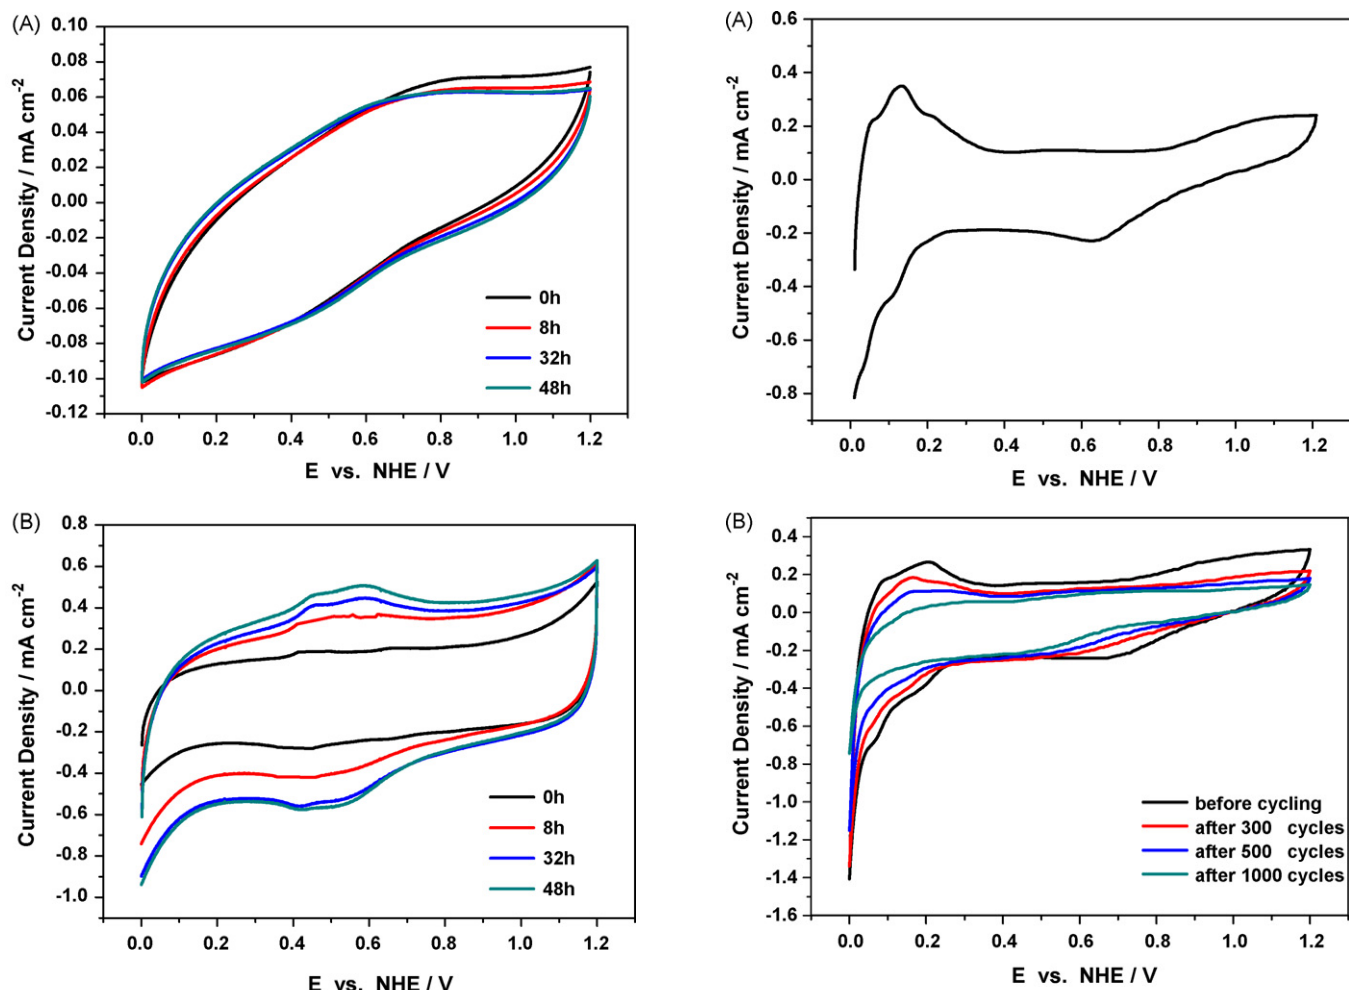 (A)
0.10
0.08
0.06
0.04
0.02
0.00
-0.02
-0.04
-0.06
-0.08
-0.10
-0.12
Current Density / mA cm⁻²
0h
8h
32h
48h
0.0 0.2 0.4 0.6 0.8 1.0 1.2
E vs. NHE / V
(A)
0.6
0.4
0.2
0.0
-0.2
-0.4
-0.6
-0.8
Current Density / mA cm⁻²
0.0 0.2 0.4 0.6 0.8 1.0 1.2
E vs. NHE / V
(B)
0.8
0.6
0.4
0.2
0.0
-0.2
-0.4
-0.6
-0.8
-1.0
Current Density / mA cm⁻²
0h
8h
32h
48h
0.0 0.2 0.4 0.6 0.8 1.0 1.2
E vs. NHE / V
(B)
0.4
0.2
0.0
-0.2
-0.4
-0.6
-0.8
-1.0
-1.2
-1.4
-1.6
Current Density / mA cm⁻²
before cycling
after 300 cycles
after 500 cycles
after 1000 cycles
0.0 0.2 0.4 0.6 0.8 1.0 1.2
E vs. NHE / V